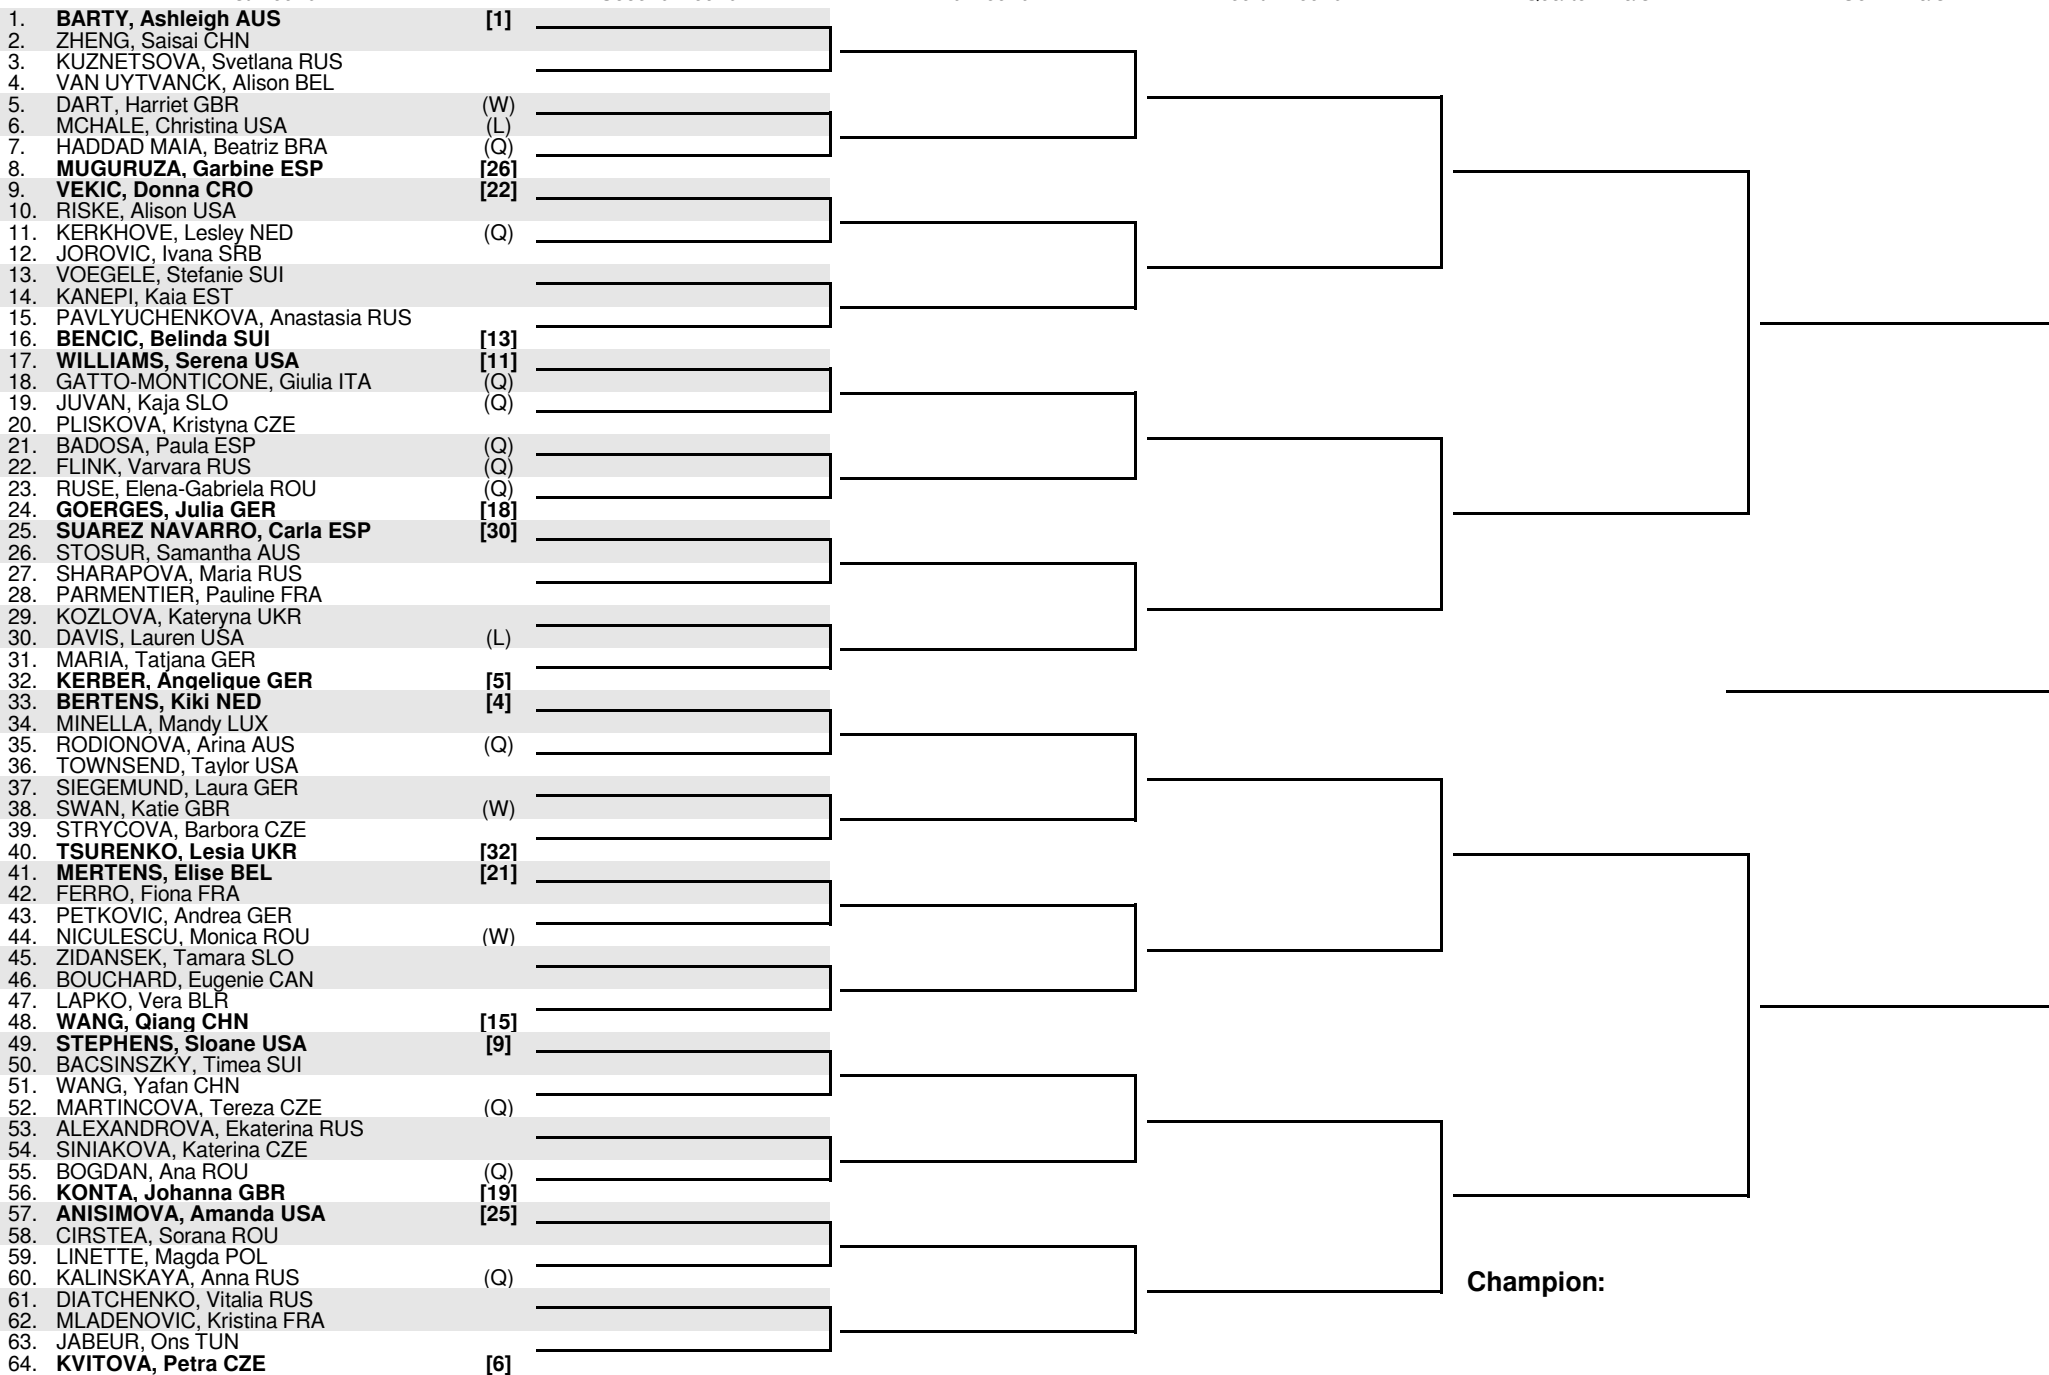 1. BARTY, Ashleigh AUS [1]
2. ZHENG, Saisai CHN
3. KUZNETSOVA, Svetlana RUS
4. VAN UYTVANCK, Alison BEL
5. DART, Harriet GBR (W)
6. MCHALE, Christina USA (L)
7. HADDAD MAIA, Beatriz BRA (Q)
8. MUGURUZA, Garbine ESP [26]
9. VEKIC, Donna CRO [22]
10. RISKE, Alison USA
11. KERKHOVE, Lesley NED (Q)
12. JOROVIC, Ivana SRB
13. VOEGELE, Stefanie SUI
14. KANEPI, Kaia EST
15. PAVLYUCHENKOVA, Anastasia RUS
16. BENCIC, Belinda SUI [13]
17. WILLIAMS, Serena USA [11]
18. GATTO-MONTICONE, Giulia ITA (Q)
19. JUVAN, Kaja SLO (Q)
20. PLISKOVA, Kristyna CZE
21. BADOSA, Paula ESP (Q)
22. FLINK, Varvara RUS (Q)
23. RUSE, Elena-Gabriela ROU (Q)
24. GOERGES, Julia GER [18]
25. SUAREZ NAVARRO, Carla ESP [30]
26. STOSUR, Samantha AUS
27. SHARAPOVA, Maria RUS
28. PARMENTIER, Pauline FRA
29. KOZLOVA, Kateryna UKR
30. DAVIS, Lauren USA (L)
31. MARIA, Tatjana GER
32. KERBER, Angelique GER [5]
33. BERTENS, Kiki NED [4]
34. MINELLA, Mandy LUX
35. RODIONOVA, Arina AUS (Q)
36. TOWNSEND, Taylor USA
37. SIEGEMUND, Laura GER
38. SWAN, Katie GBR (W)
39. STRYCOVA, Barbora CZE
40. TSURENKO, Lesia UKR [32]
41. MERTENS, Elise BEL [21]
42. FERRO, Fiona FRA
43. PETKOVIC, Andrea GER
44. NICULESCU, Monica ROU (W)
45. ZIDANSEK, Tamara SLO
46. BOUCHARD, Eugenie CAN
47. LAPKO, Vera BLR
48. WANG, Qiang CHN [15]
49. STEPHENS, Sloane USA [9]
50. BACSINSZKY, Timea SUI
51. WANG, Yafan CHN
52. MARTINCOVA, Tereza CZE (Q)
53. ALEXANDROVA, Ekaterina RUS
54. SINIAKOVA, Katerina CZE
55. BOGDAN, Ana ROU (Q)
56. KONTA, Johanna GBR [19]
57. ANISIMOVA, Amanda USA [25]
58. CIRSTEA, Sorana ROU
59. LINETTE, Magda POL
60. KALINSKAYA, Anna RUS (Q)
Champion:
61. DIATCHENKO, Vitalia RUS
62. MLADENOVIC, Kristina FRA
63. JABEUR, Ons TUN
64. KVITOVA, Petra CZE [6]